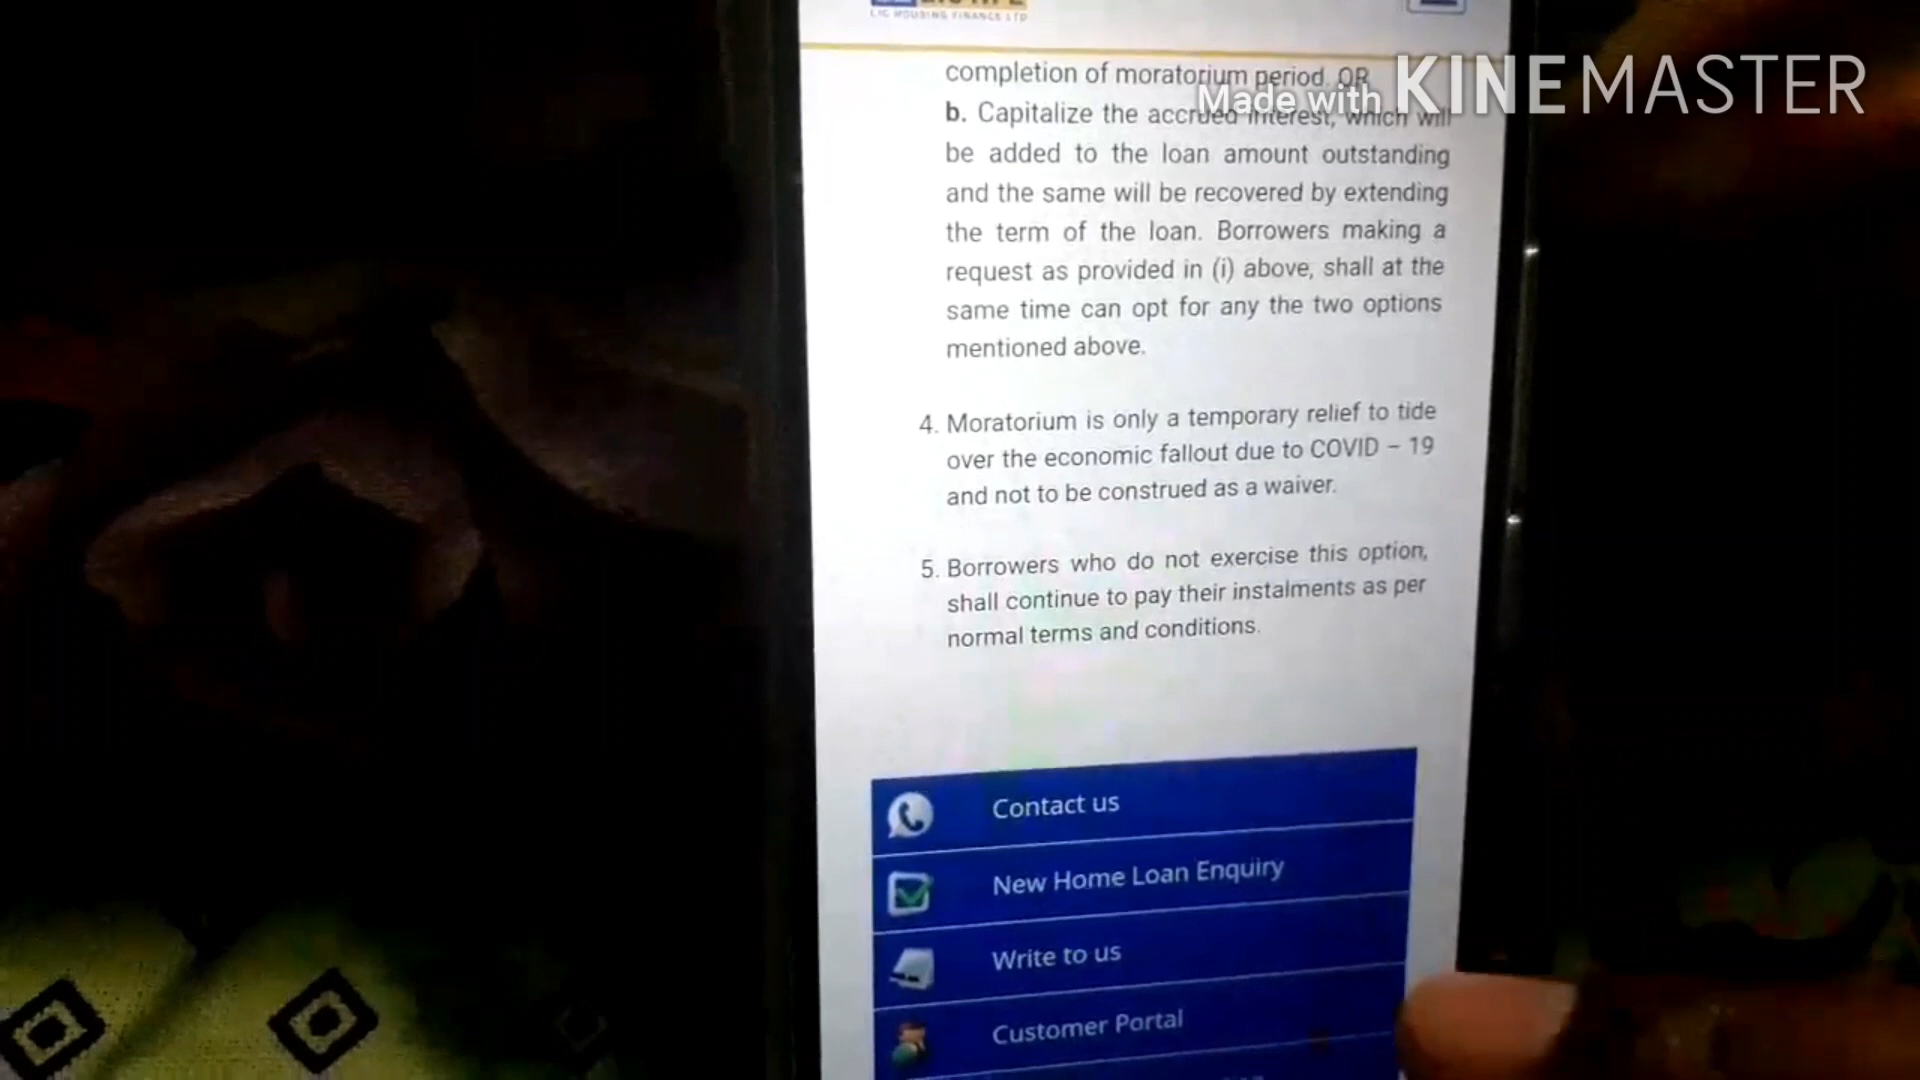 LIC HOUSING FINANCE LTD
completion of moratorium period. OR
Made with KINEMASTER
b. Capitalize the accrued interest, which will
be added to the loan amount outstanding
and the same will be recovered by extending
the term of the loan. Borrowers making a
request as provided in (i) above, shall at the
same time can opt for any the two options
mentioned above.
4. Moratorium is only a temporary relief to tide
over the economic fallout due to COVID – 19
and not to be construed as a waiver.
5. Borrowers who do not exercise this option,
shall continue to pay their instalments as per
normal terms and conditions.
Contact us
New Home Loan Enquiry
Write to us
Customer Portal